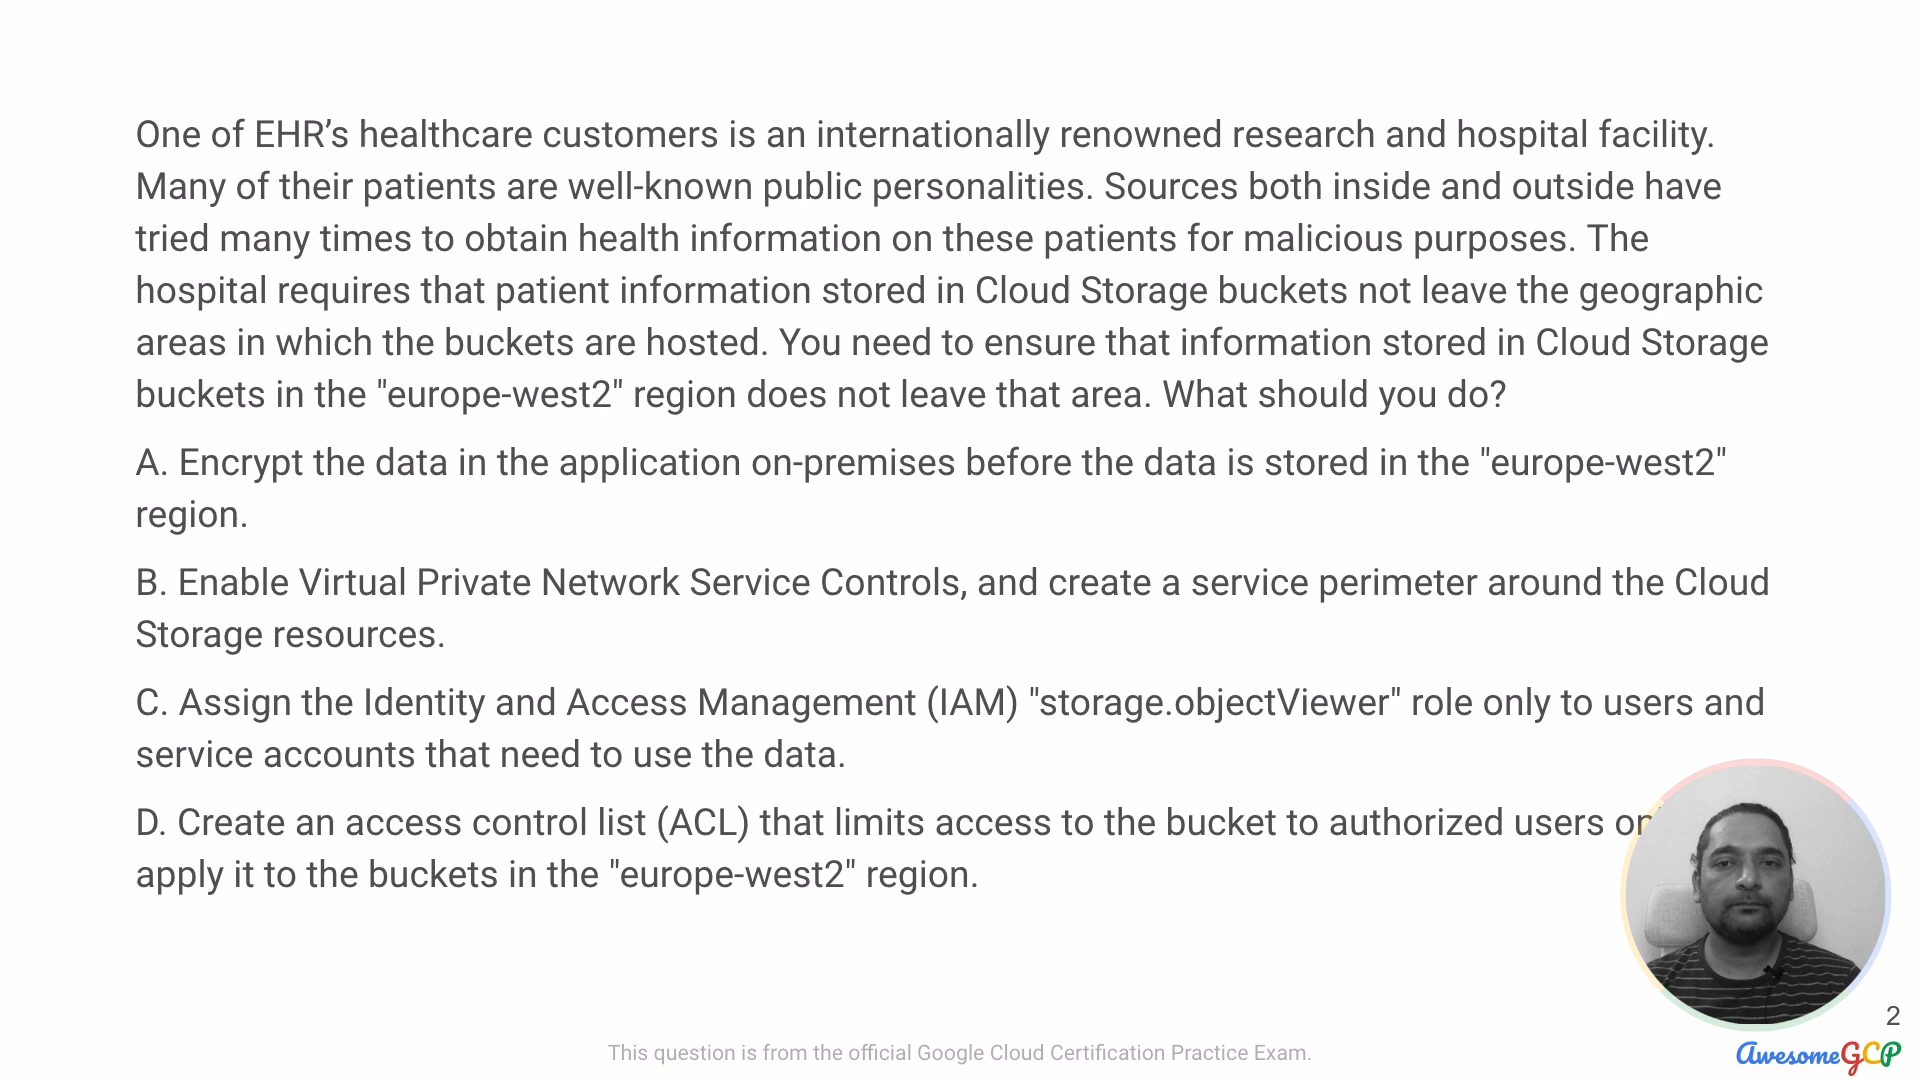 One of EHR’s healthcare customers is an internationally renowned research and hospital facility.
Many of their patients are well-known public personalities. Sources both inside and outside have
tried many times to obtain health information on these patients for malicious purposes. The
hospital requires that patient information stored in Cloud Storage buckets not leave the geographic
areas in which the buckets are hosted. You need to ensure that information stored in Cloud Storage
buckets in the "europe-west2" region does not leave that area. What should you do?
A. Encrypt the data in the application on-premises before the data is stored in the "europe-west2"
region.
B. Enable Virtual Private Network Service Controls, and create a service perimeter around the Cloud
Storage resources.
C. Assign the Identity and Access Management (IAM) "storage.objectViewer" role only to users and
service accounts that need to use the data.
D. Create an access control list (ACL) that limits access to the bucket to authorized users
apply it to the buckets in the "europe-west2" region.
2
This question is from the official Google Cloud Certification Practice Exam.
AwesomeGCP